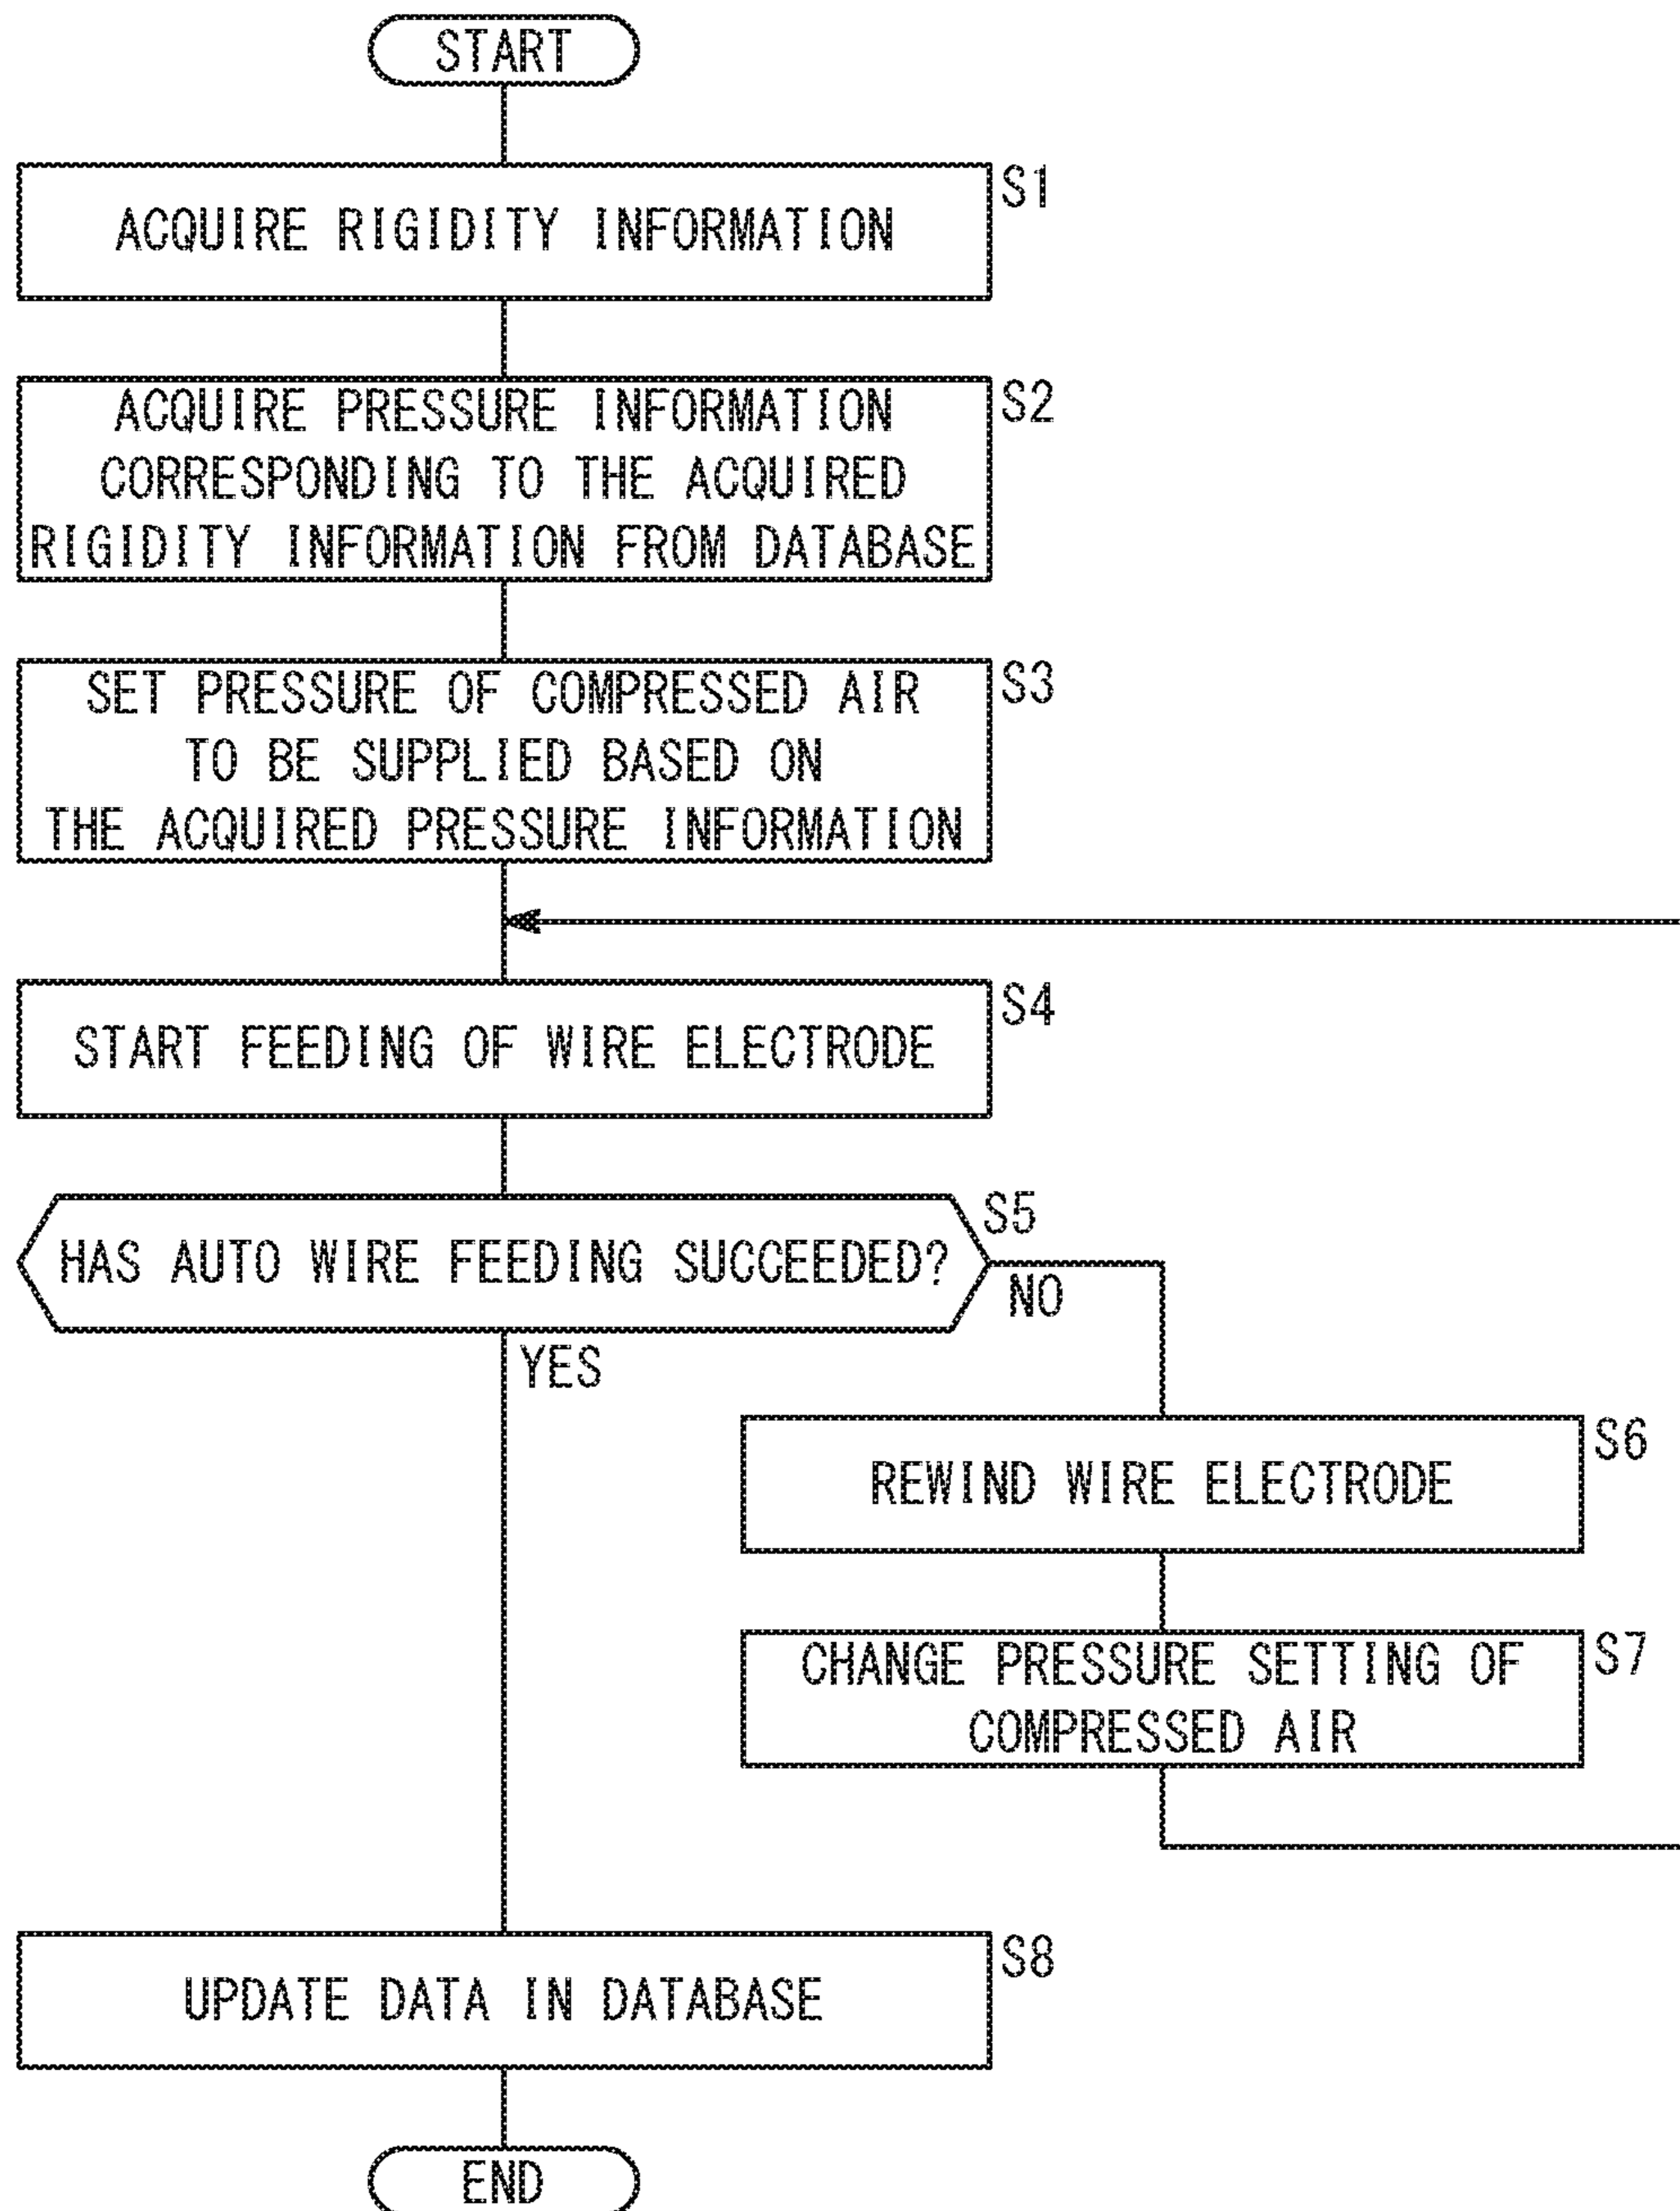 START
S1
ACQUIRE RIGIDITY INFORMATION
S2
ACQUIRE PRESSURE INFORMATION
CORRESPONDING TO THE ACQUIRED
RIGIDITY INFORMATION FROM DATABASE
S3
SET PRESSURE OF COMPRESSED AIR
TO BE SUPPLIED BASED ON
THE ACQUIRED PRESSURE INFORMATION
S4
START FEEDING OF WIRE ELECTRODE
S5
HAS AUTO WIRE FEEDING SUCCEEDED?
NO
YES
S6
REWIND WIRE ELECTRODE
S7
CHANGE PRESSURE SETTING OF
COMPRESSED AIR
S8
UPDATE DATA IN DATABASE
END